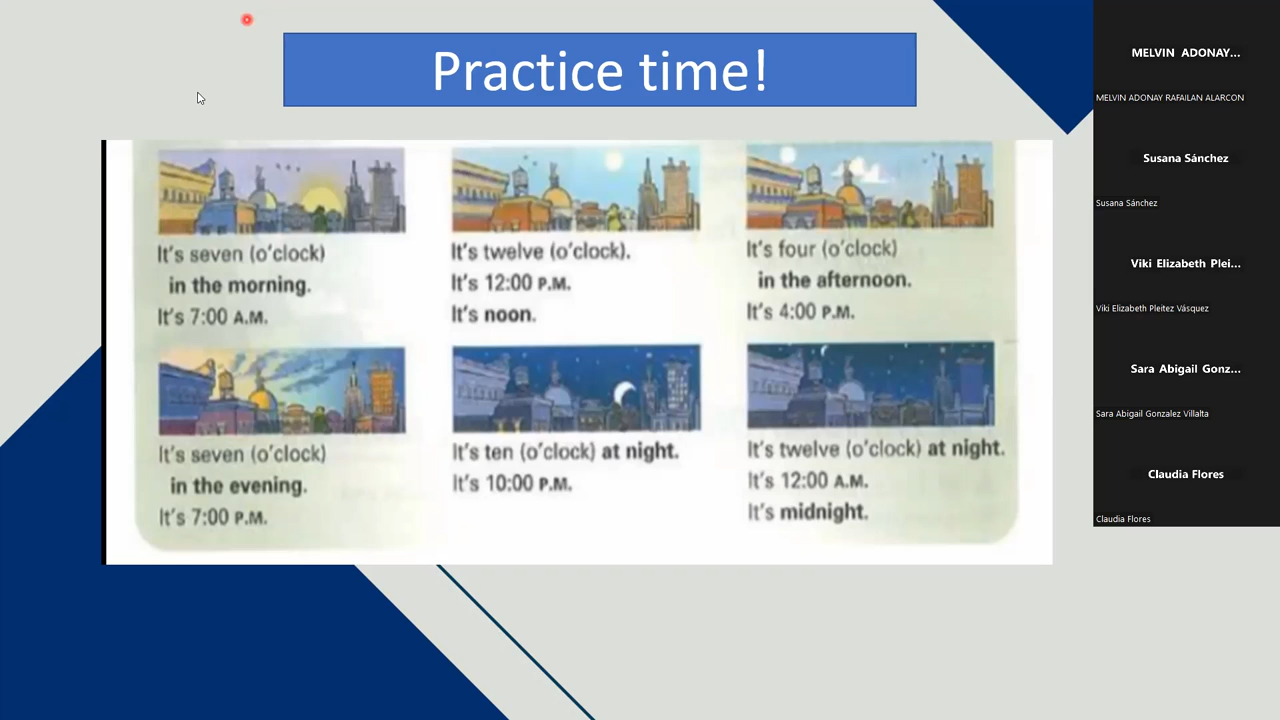 Practice time!
It's seven (o'clock)
in the morning.
It's 7:00 A.M.
It's twelve (o'clock).
It's 12:00 P.M.
It's noon.
It's four (o'clock)
in the afternoon.
It's 4:00 P.M.
It's seven (o'clock)
in the evening.
It's 7:00 P.M.
It's ten (o'clock) at night.
It's 10:00 P.M.
It's twelve (o'clock) at night.
It's 12:00 A.M.
It's midnight.
MELVIN ADONAY...
MELVIN ADONAY RAFAILAN ALARCON
Susana Sánchez
Susana Sánchez
Viki Elizabeth Plei...
Viki Elizabeth Pleitez Vásquez
Sara Abigail Gonz...
Sara Abigail Gonzalez Villalta
Claudia Flores
Claudia Flores